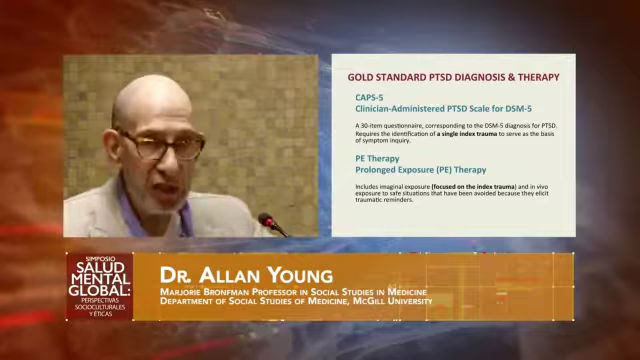 GOLD STANDARD PTSD DIAGNOSIS & THERAPY
CAPS-5
Clinician-Administered PTSD Scale for DSM-5
A 30-item questionnaire, corresponding to the DSM-5 diagnosis for PTSD.
Requires the identification of a single index trauma to serve as the basis
of symptom inquiry.
PE Therapy
Prolonged Exposure (PE) Therapy
Includes imaginal exposure (focused on the index trauma) and in vivo
exposure to safe situations that have been avoided because they elicit
traumatic reminders.
SIMPOSIO
SALUD
MENTAL
GLOBAL:
PERSPECTIVAS
SOCIOCULTURALES
Y ÉTICAS
DR. ALLAN YOUNG
MARJORIE BRONFMAN PROFESSOR IN SOCIAL STUDIES IN MEDICINE
DEPARTMENT OF SOCIAL STUDIES OF MEDICINE, MCGILL UNIVERSITY